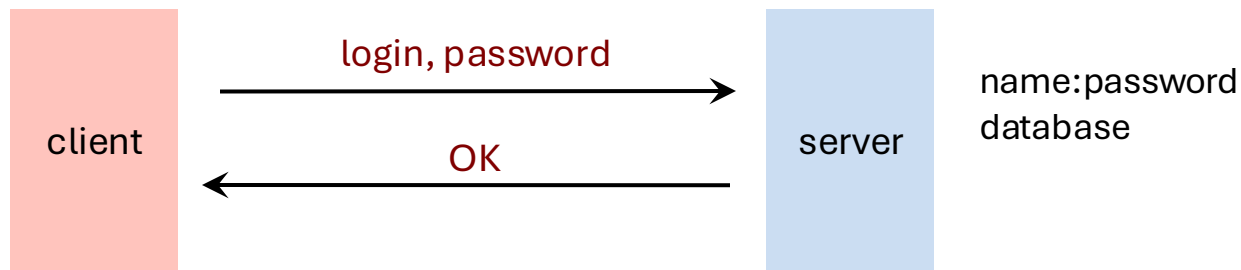 login, password
client
OK
server
name:password
database